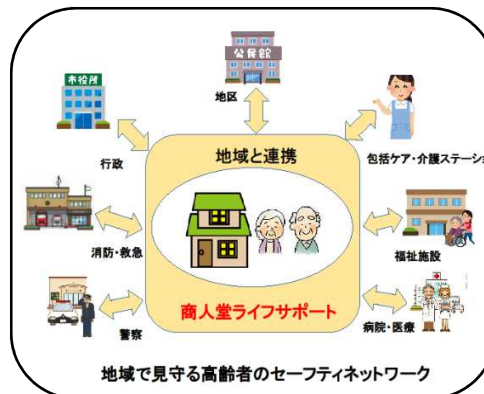 公民館
市役所
地区
行政
地域と連携
包括ケア・介護ステーショ
消防・救急
福祉施設
商人堂ライフサポート
警察
病院・医療
地域で見守る高齢者のセーフティネットワーク